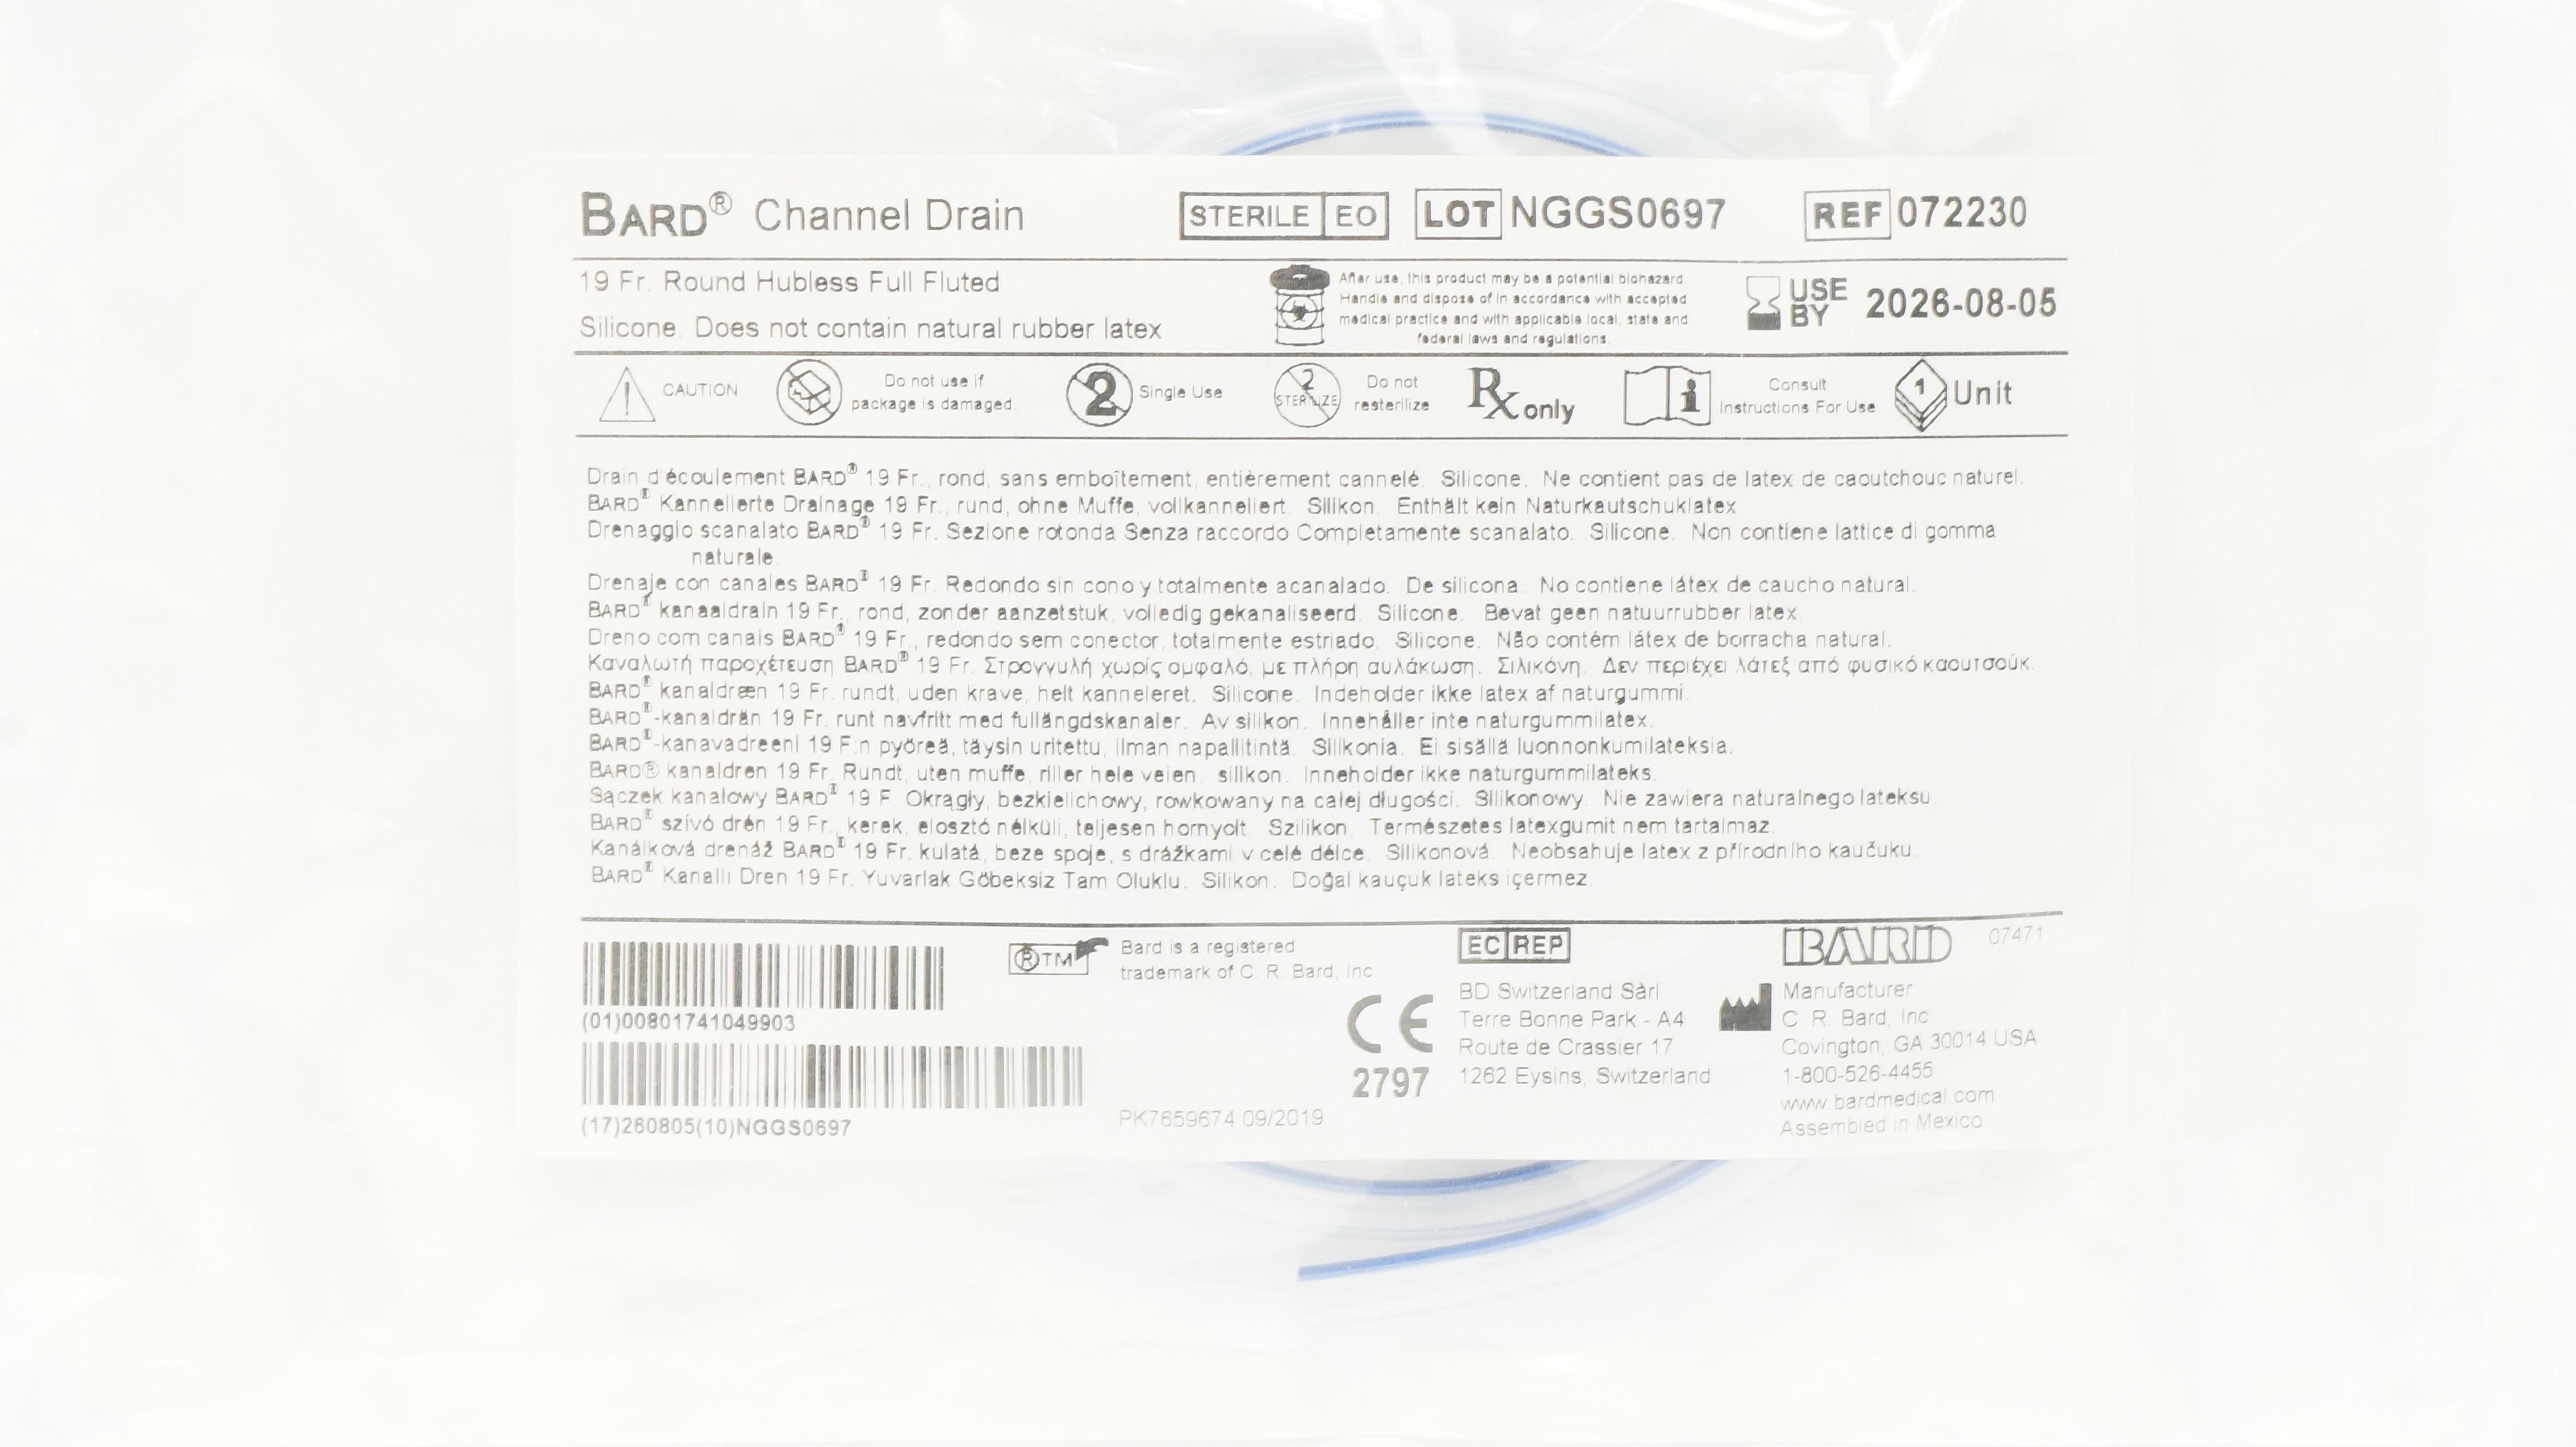 BARD® Channel Drain
STERILE EO
LOT NGGS0697
REF 072230
19 Fr. Round Hubless Full Fluted
Silicone. Does not contain natural rubber latex
After use, this product may be a potential biohazard.
Handle and dispose of in accordance with accepted
medical practice and with applicable local, state and
federal laws and regulations.
USE
BY 2026-08-05
CAUTION
Do not use if
package is damaged.
2 Single Use
2
STERILIZE
Do not
resterilize
Rx only
Consult
Instructions For Use
1 Unit
Drain d'écoulement BARD® 19 Fr., rond, sans emboîtement, entièrement cannelé. Silicone. Ne contient pas de latex de caoutchouc naturel.
BARD® Kannelierte Drainage 19 Fr., rund, ohne Muffe, vollkanneliert. Silikon. Enthält kein Naturkautschuklatex
Drenaggio scanalato BARD® 19 Fr. Sezione rotonda Senza raccordo Completamente scanalato. Silicone. Non contiene lattice di gomma
naturale.
Drenaje con canales BARD® 19 Fr. Redondo sin cono y totalmente acanalado. De silicona. No contiene látex de caucho natural.
BARD® kanaaldrain 19 Fr., rond, zonder aanzetstuk, volledig gekanaliseerd. Silicone. Bevat geen natuurrubber latex.
Dreno com canais BARD® 19 Fr., redondo sem conector, totalmente estriado. Silicone. Não contém látex de borracha natural.
Καναλωτή παροχέτευση BARD® 19 Fr. Στρογγυλή χωρίς ομφαλό, με πλήρη αυλάκωση. Σιλικόνη. Δεν περιέχει λάτεξ από φυσικό καουτσούκ.
BARD® kanaldræn 19 Fr. rundt, uden krave, helt kanneleret. Silicone. Indeholder ikke latex af naturgummi.
BARD®-kanaldrän 19 Fr. runt navfritt med fullängdskanaler. Av silikon. Innehåller inte naturgummilatex.
BARD®-kanavadreeni 19 F:n pyöreä, täysin uritettu, ilman napaliitintä. Silikonia. Ei sisällä luonnonkumilateksia.
BARD® kanaldren 19 Fr. Rundt, uten muffe, riller hele veien. silikon. Inneholder ikke naturgummilateks.
Sączek kanałowy BARD® 19 F. Okrągły, bezkielichowy, rowkowany na całej długości. Silikonowy. Nie zawiera naturalnego lateksu.
BARD® szívó drén 19 Fr., kerek, elosztó nélküli, teljesen hornyolt. Szilikon. Természetes latexgumit nem tartalmaz.
Kanálková drenáž BARD® 19 Fr. kulatá, beze spoje, s drážkami v celé délce. Silikonová. Neobsahuje latex z přírodního kaučuku.
BARD® Kanallı Dren 19 Fr. Yuvarlak Göbeksiz Tam Oluklu. Silikon. Doğal kauçuk lateks içermez.
(01)00801741049903
(17)260805(10)NGGS0697
®TM
Bard is a registered
trademark of C. R. Bard, Inc.
PK7659674 09/2019
CE
2797
EC REP
BD Switzerland Sàrl
Terre Bonne Park - A4
Route de Crassier 17
1262 Eysins, Switzerland
BARD
07471
Manufacturer:
C. R. Bard, Inc.
Covington, GA 30014 USA
1-800-526-4455
www.bardmedical.com
Assembled in Mexico